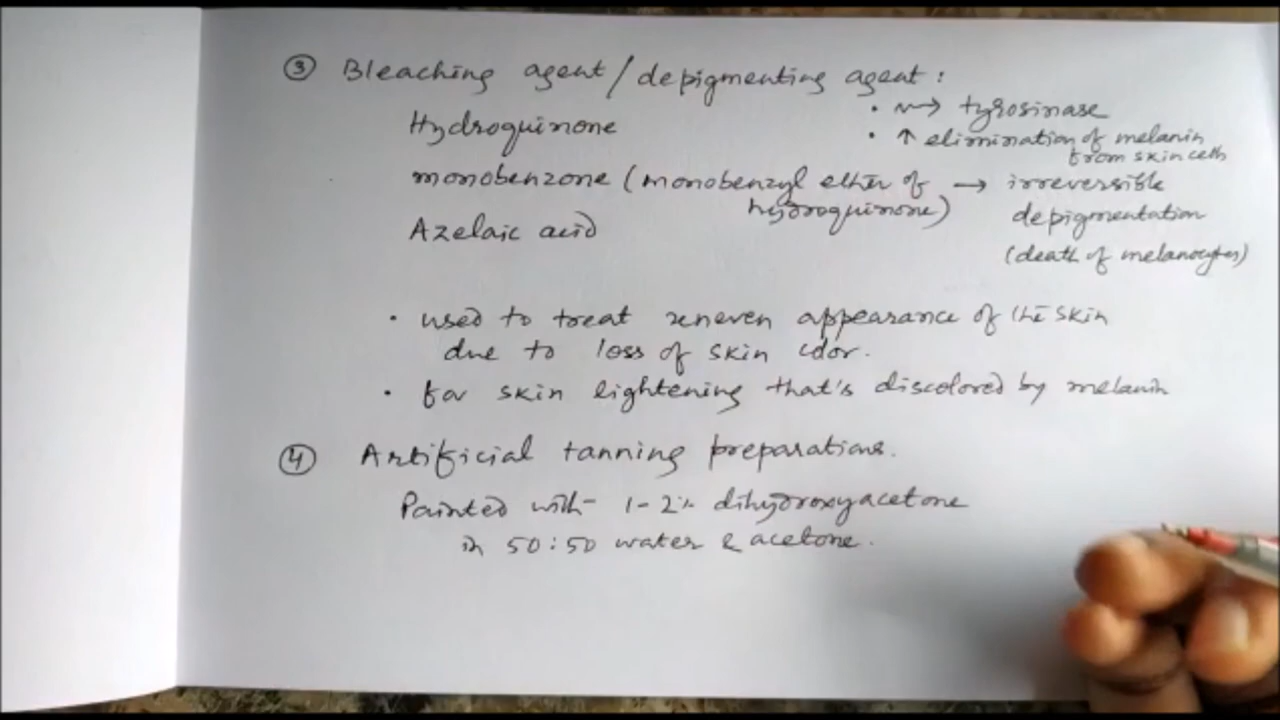 ③ Bleaching agent/depigmenting agent :
Hydroquinone
• ⇝ tyrosinase
• ↑ elimination of melanin from skin cells
monobenzone (monobenzyl ether of hydroquinone) → irreversible depigmentation (death of melanocytes)
Azelaic acid
• used to treat uneven appearance of the skin
due to loss of skin color.
• for skin lightening that's discolored by melanin
④ Artificial tanning preparations.
Painted with 1-2% dihydroxyacetone
in 50:50 water & acetone.